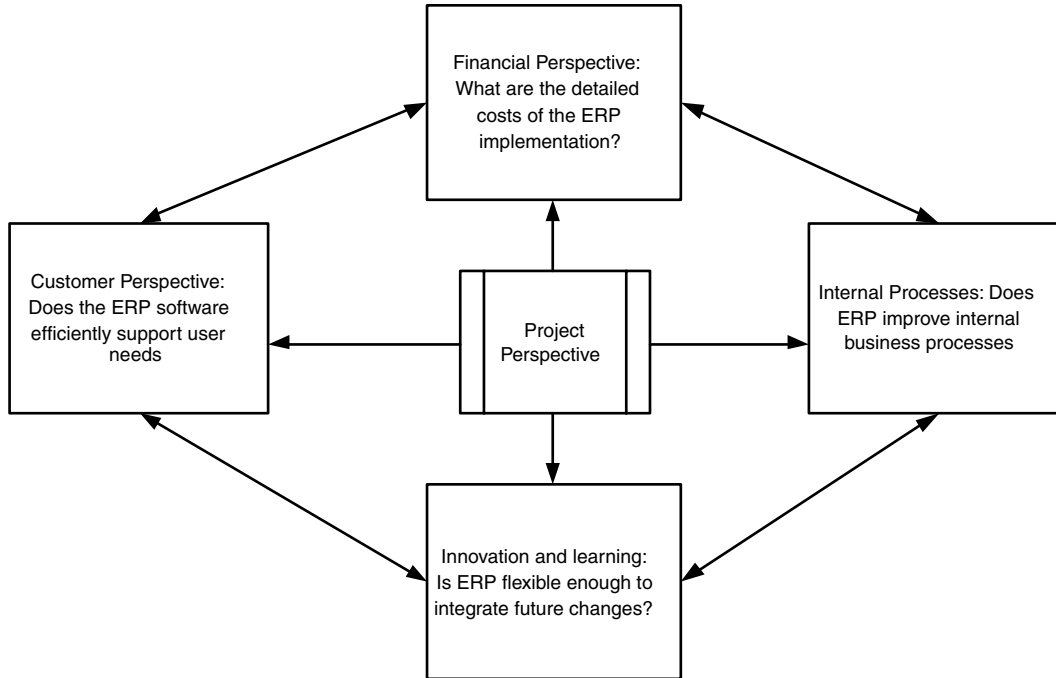 Financial Perspective:
What are the detailed
costs of the ERP
implementation?
Customer Perspective:
Does the ERP software
efficiently support user
needs
Project
Perspective
Internal Processes: Does
ERP improve internal
business processes
Innovation and learning:
Is ERP flexible enough to
integrate future changes?